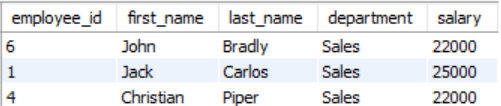 employee_id first_name last_name department salary
6 John Bradly Sales 22000
1 Jack Carlos Sales 25000
4 Christian Piper Sales 22000